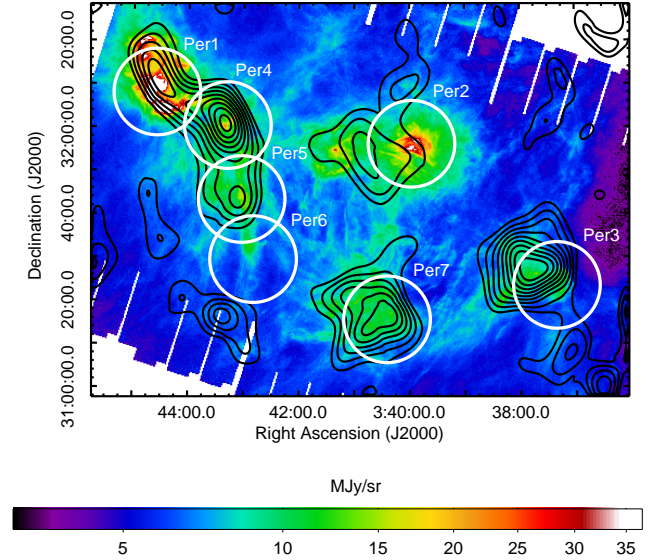 20:00.0
Per1
Per4
Per2
32:00:00.0
Per5
Declination (J2000)
40:00.0
Per6
Per3
Per7
20:00.0
31:00:00.0
44:00.0 42:00.0 3:40:00.0 38:00.0
Right Ascension (J2000)
MJy/sr
5 10 15 20 25 30 35